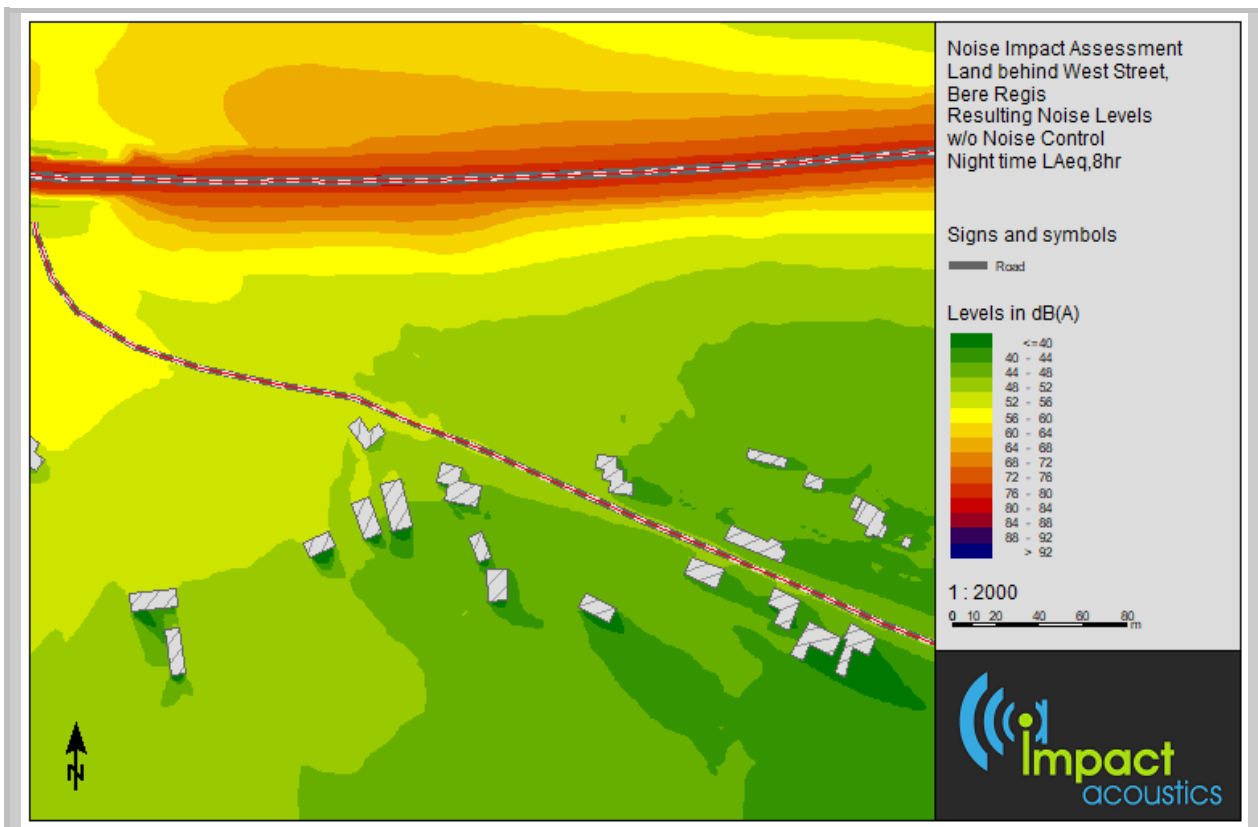 Noise Impact Assessment
Land behind West Street,
Bere Regis
Resulting Noise Levels
w/o Noise Control
Night time LAeq,8hr
Signs and symbols
Road
Levels in dB(A)
<=40
40 - 44
44 - 48
48 - 52
52 - 56
56 - 60
60 - 64
64 - 68
68 - 72
72 - 76
76 - 80
80 - 84
84 - 88
88 - 92
> 92
1 : 2000
0 10 20 40 60 80
m
N
impact
acoustics